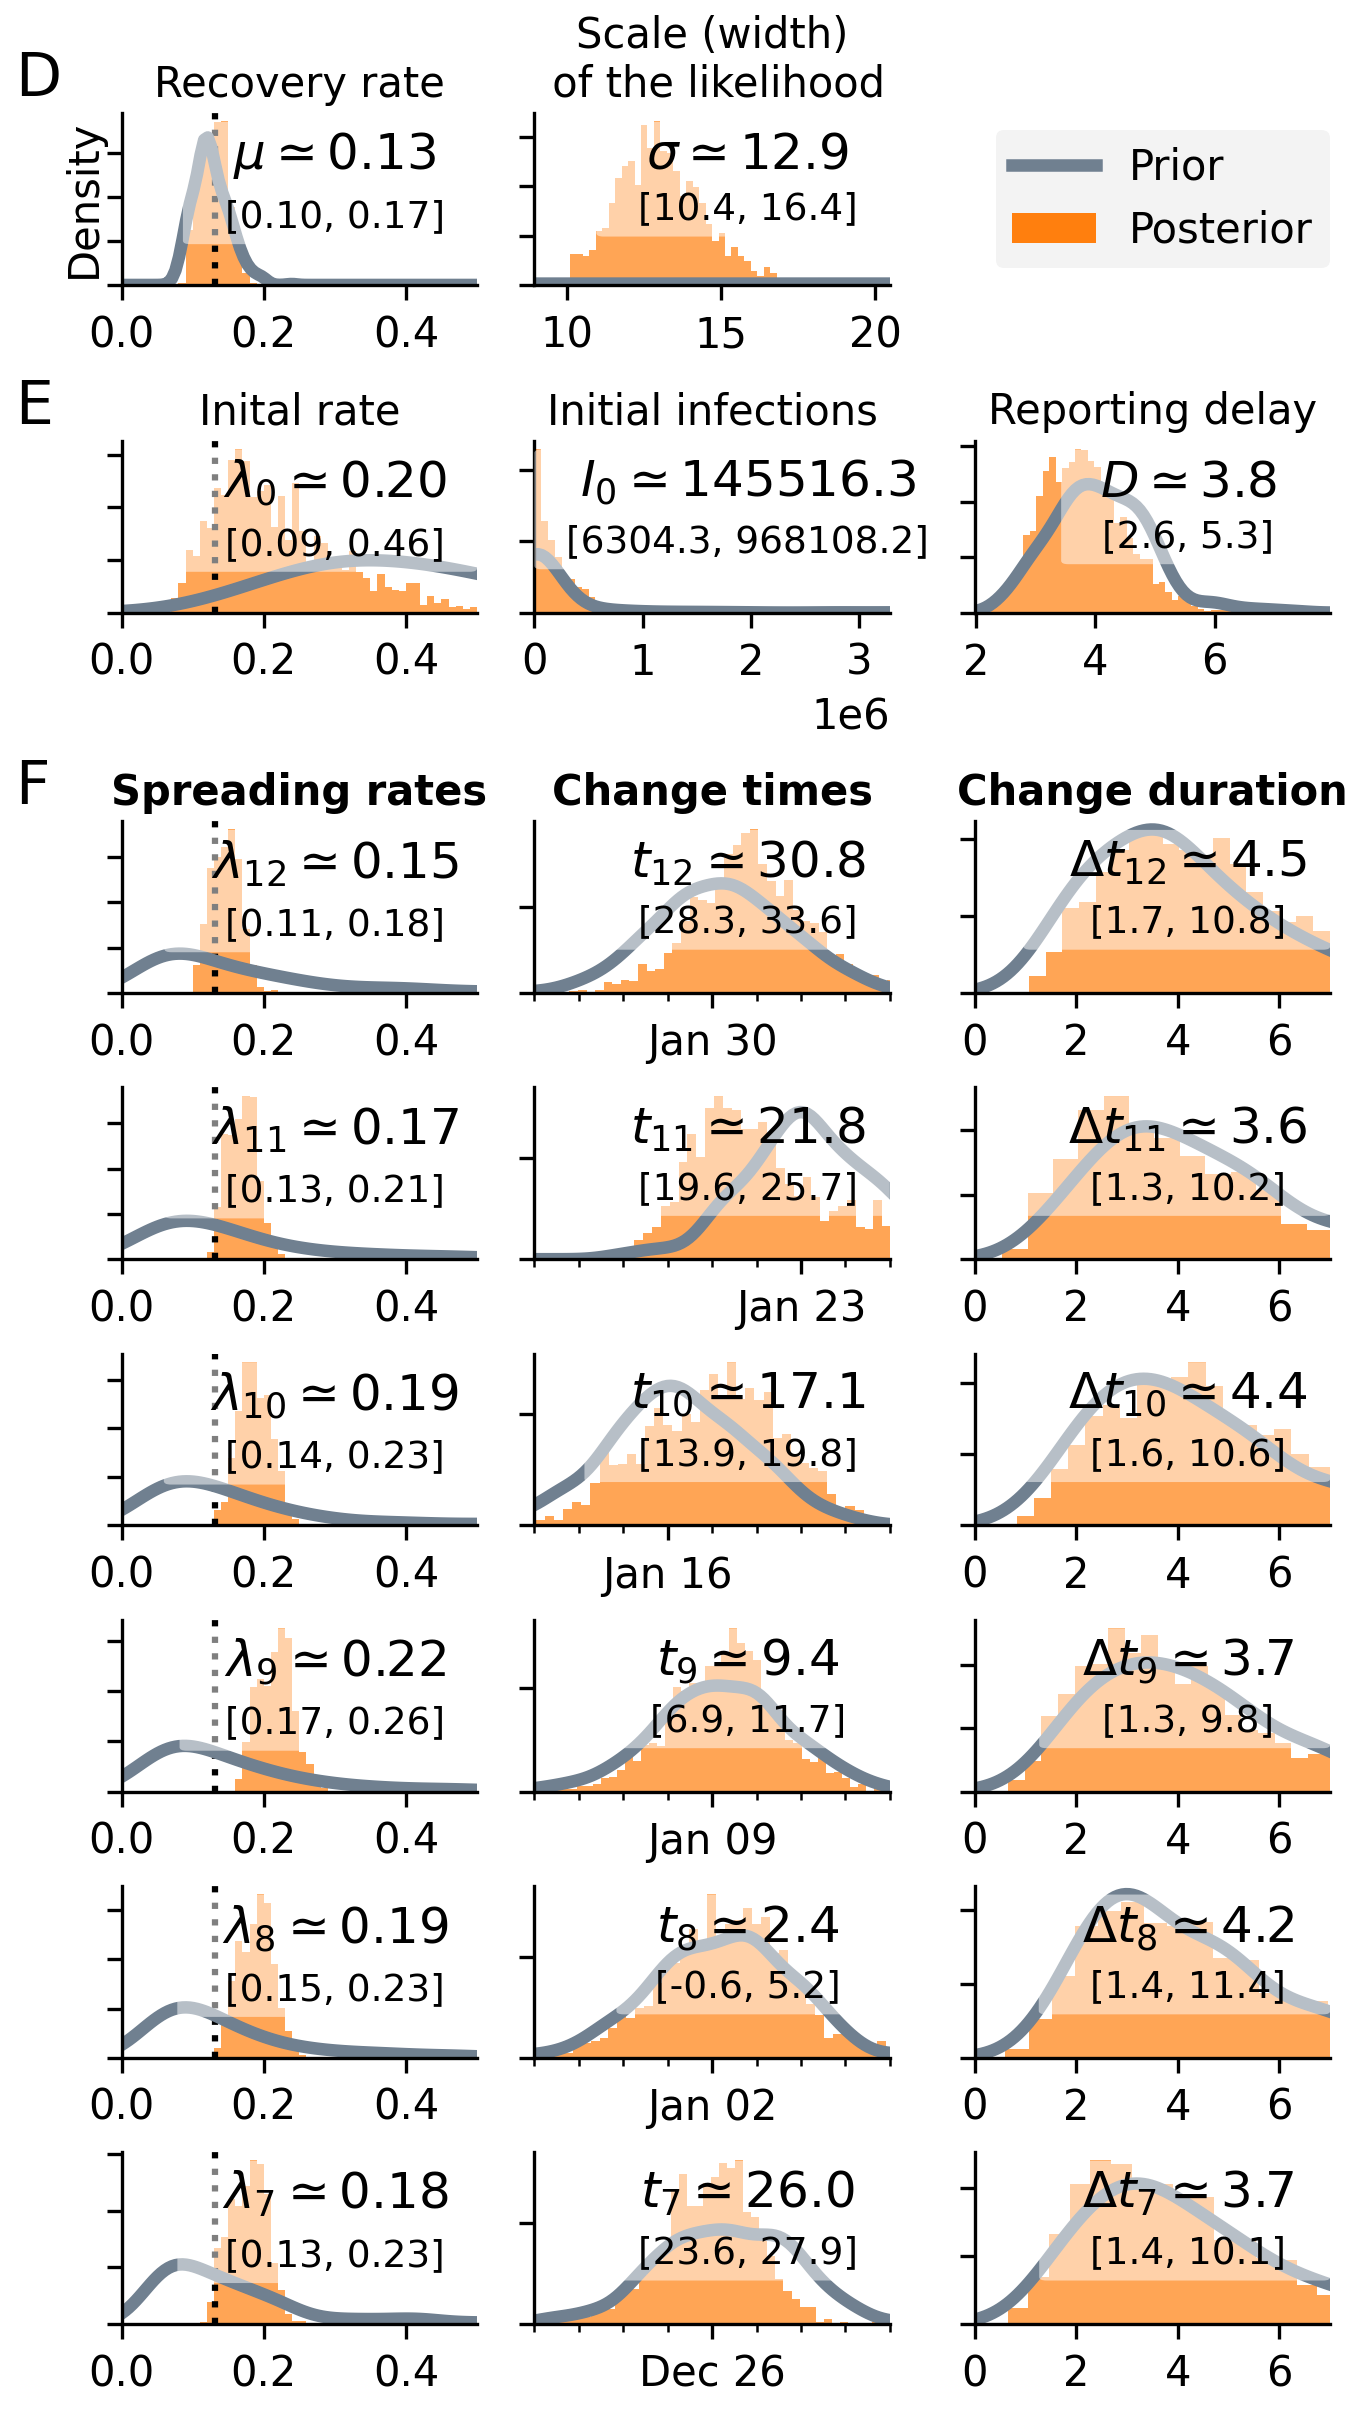 D
Recovery rate
Density
μ ≃ 0.13
[0.10, 0.17]
0.0 0.2 0.4
Scale (width)
of the likelihood
σ ≃ 12.9
[10.4, 16.4]
10 15 20
Prior
Posterior
E
Inital rate
λ0 ≃ 0.20
[0.09, 0.46]
0.0 0.2 0.4
Initial infections
I0 ≃ 145516.3
[6304.3, 968108.2]
0 1 2 3
1e6
Reporting delay
D ≃ 3.8
[2.6, 5.3]
2 4 6
F
Spreading rates
Change times
Change duration
λ12 ≃ 0.15
[0.11, 0.18]
0.0 0.2 0.4
t12 ≃ 30.8
[28.3, 33.6]
Jan 30
Δt12 ≃ 4.5
[1.7, 10.8]
0 2 4 6
λ11 ≃ 0.17
[0.13, 0.21]
0.0 0.2 0.4
t11 ≃ 21.8
[19.6, 25.7]
Jan 23
Δt11 ≃ 3.6
[1.3, 10.2]
0 2 4 6
λ10 ≃ 0.19
[0.14, 0.23]
0.0 0.2 0.4
t10 ≃ 17.1
[13.9, 19.8]
Jan 16
Δt10 ≃ 4.4
[1.6, 10.6]
0 2 4 6
λ9 ≃ 0.22
[0.17, 0.26]
0.0 0.2 0.4
t9 ≃ 9.4
[6.9, 11.7]
Jan 09
Δt9 ≃ 3.7
[1.3, 9.8]
0 2 4 6
λ8 ≃ 0.19
[0.15, 0.23]
0.0 0.2 0.4
t8 ≃ 2.4
[-0.6, 5.2]
Jan 02
Δt8 ≃ 4.2
[1.4, 11.4]
0 2 4 6
λ7 ≃ 0.18
[0.13, 0.23]
0.0 0.2 0.4
t7 ≃ 26.0
[23.6, 27.9]
Dec 26
Δt7 ≃ 3.7
[1.4, 10.1]
0 2 4 6